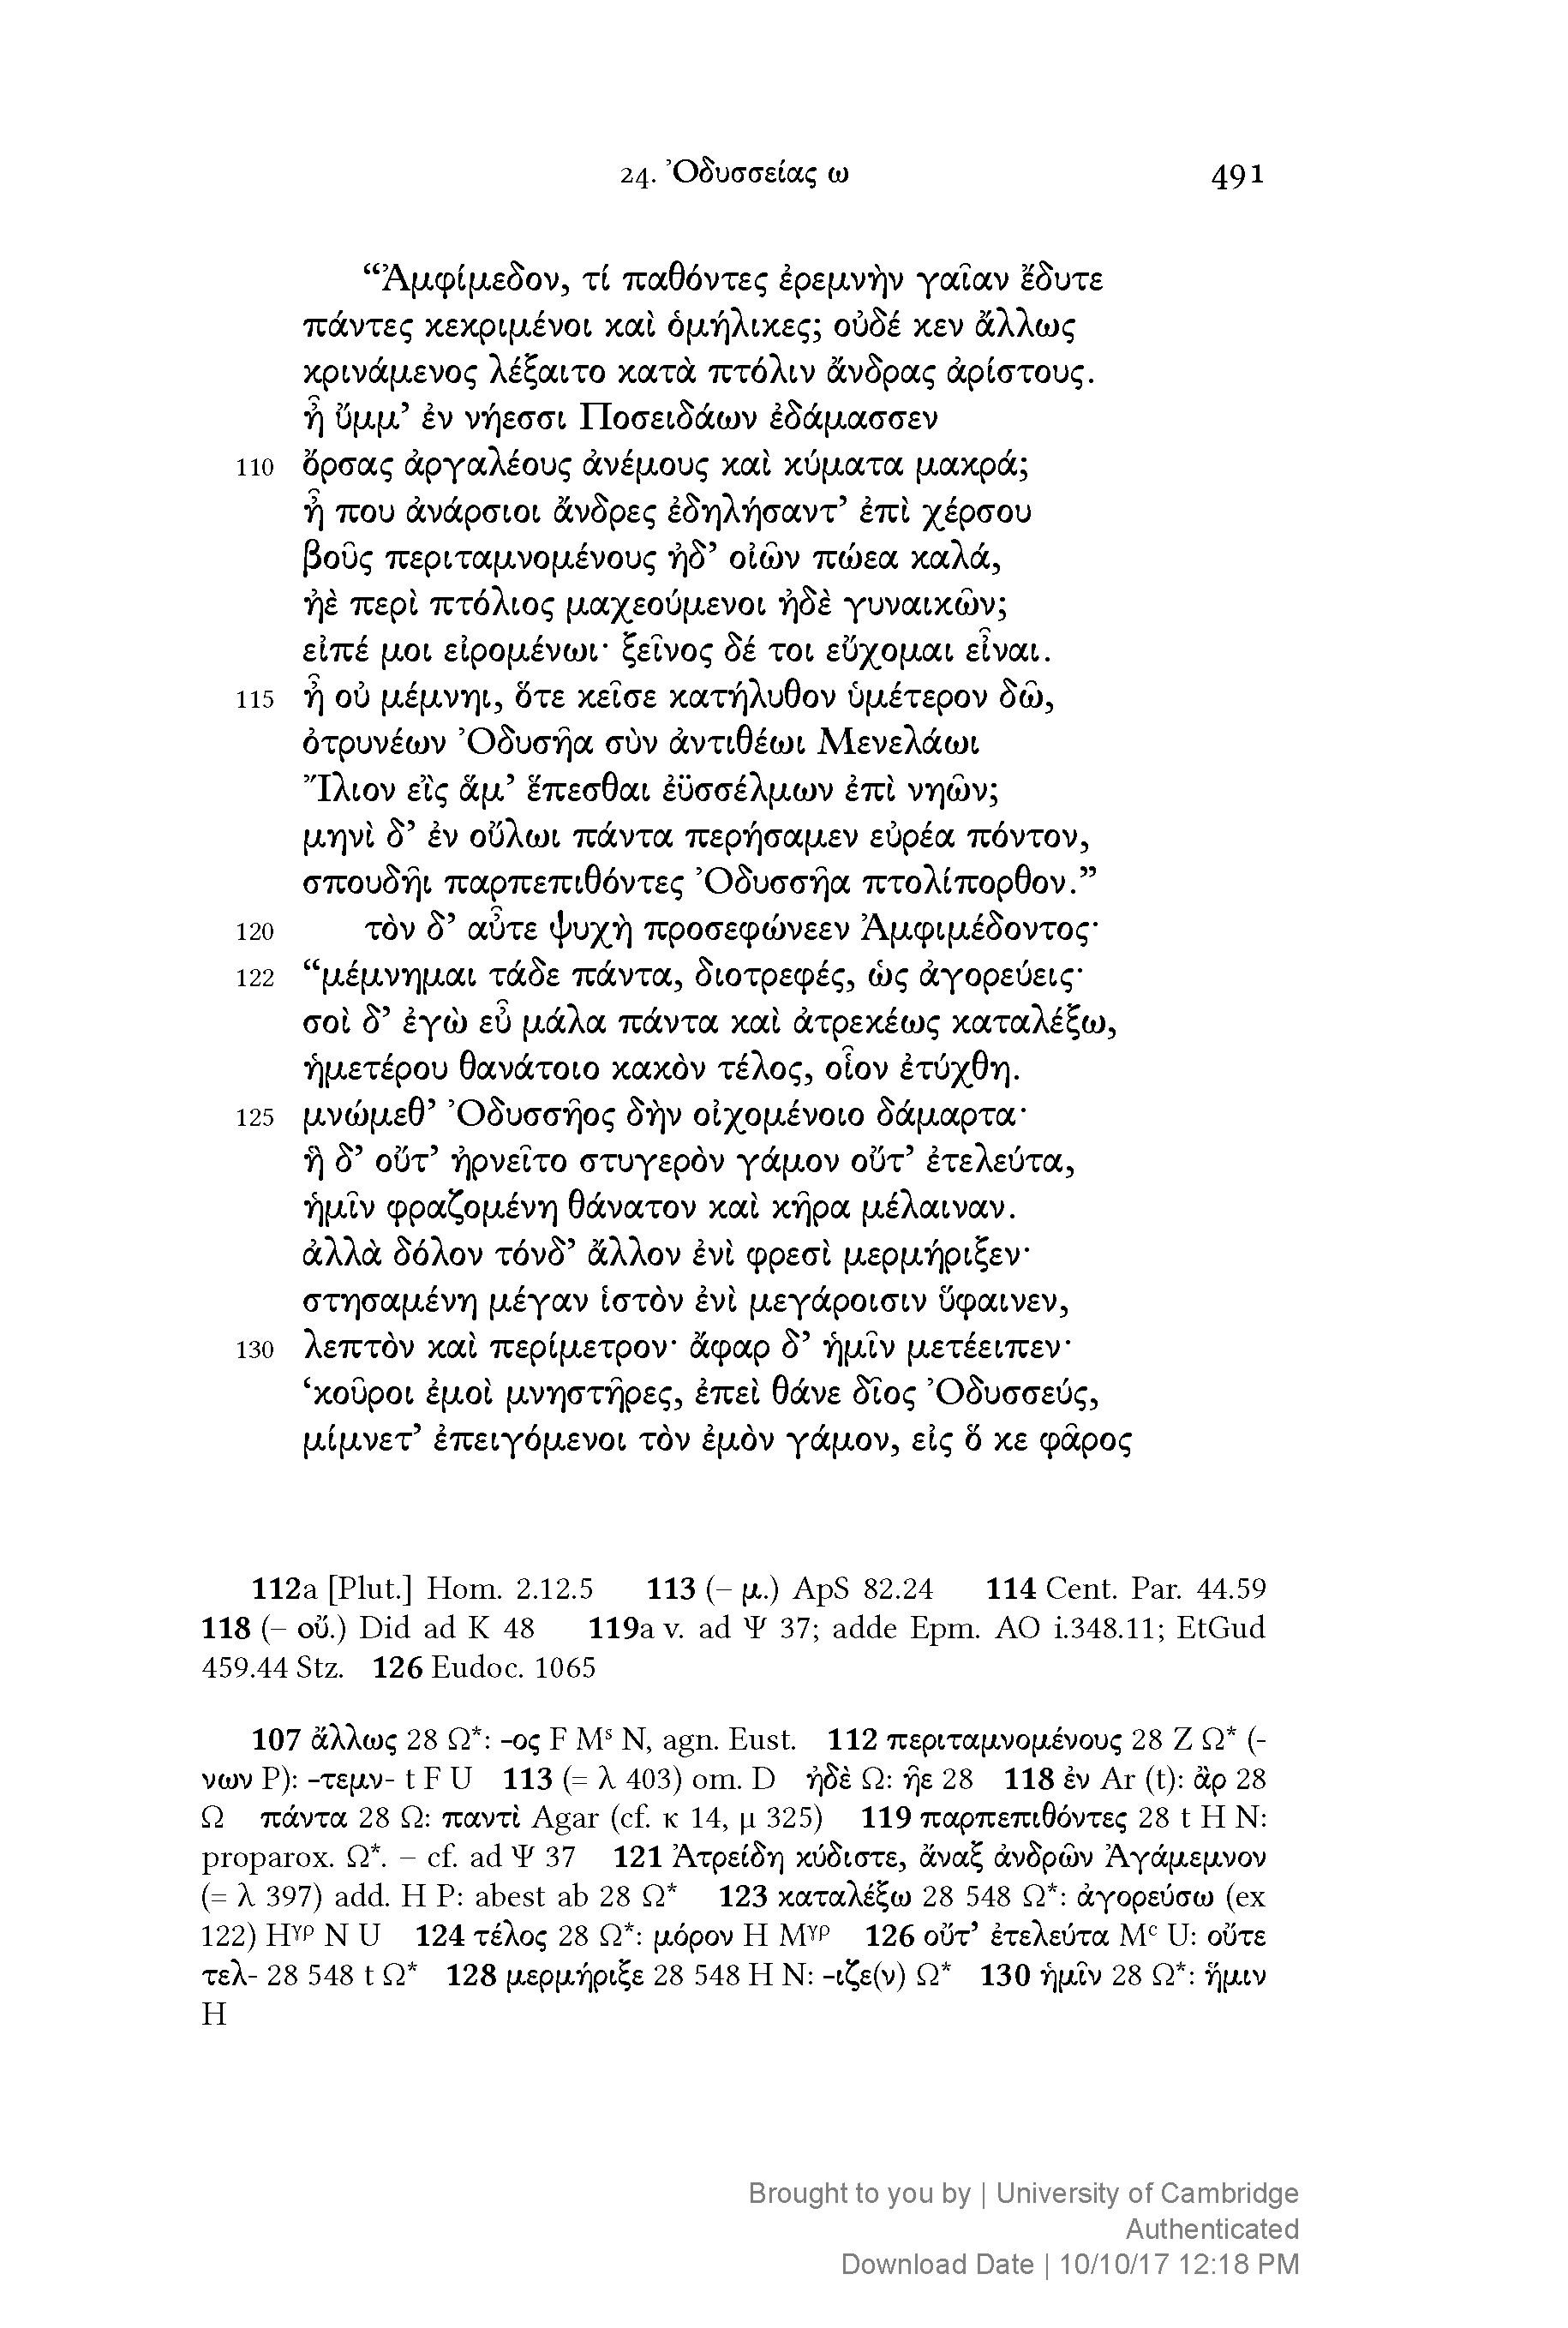 24. Ὀδυσσείας ω 491
“Ἀμφίμεδον, τί παθόντες ἐρεμνὴν γαῖαν ἔδυτε
πάντες κεκριμένοι καὶ ὁμήλικες; οὐδέ κεν ἄλλως
κρινάμενος λέξαιτο κατὰ πτόλιν ἄνδρας ἀρίστους.
ἦ ὔμμ’ ἐν νήεσσι Ποσειδάων ἐδάμασσεν
110 ὄρσας ἀργαλέους ἀνέμους καὶ κύματα μακρά;
ἦ που ἀνάρσιοι ἄνδρες ἐδηλήσαντ’ ἐπὶ χέρσου
βοῦς περιταμνομένους ἠδ’ οἰῶν πώεα καλά,
ἠὲ περὶ πτόλιος μαχεούμενοι ἠδὲ γυναικῶν;
εἰπέ μοι εἰρομένωι· ξεῖνος δέ τοι εὔχομαι εἶναι.
115 ἦ οὐ μέμνηι, ὅτε κεῖσε κατήλυθον ὑμέτερον δῶ,
ὀτρυνέων Ὀδυσῆα σὺν ἀντιθέωι Μενελάωι
Ἴλιον εἲς ἅμ’ ἕπεσθαι ἐϋσσέλμων ἐπὶ νηῶν;
μηνὶ δ’ ἐν οὔλωι πάντα περήσαμεν εὐρέα πόντον,
σπουδῆι παρπεπιθόντες Ὀδυσσῆα πτολίπορθον.”
120 τὸν δ’ αὖτε ψυχὴ προσεφώνεεν Ἀμφιμέδοντος·
122 “μέμνημαι τάδε πάντα, διοτρεφές, ὡς ἀγορεύεις·
σοὶ δ’ ἐγὼ εὖ μάλα πάντα καὶ ἀτρεκέως καταλέξω,
ἡμετέρου θανάτοιο κακὸν τέλος, οἷον ἐτύχθη.
125 μνώμεθ’ Ὀδυσσῆος δὴν οἰχομένοιο δάμαρτα·
ἣ δ’ οὔτ’ ἠρνεῖτο στυγερὸν γάμον οὔτ’ ἐτελεύτα,
ἡμῖν φραζομένη θάνατον καὶ κῆρα μέλαιναν.
ἀλλὰ δόλον τόνδ’ ἄλλον ἐνὶ φρεσὶ μερμήριξεν·
στησαμένη μέγαν ἱστὸν ἐνὶ μεγάροισιν ὕφαινεν,
130 λεπτὸν καὶ περίμετρον· ἄφαρ δ’ ἡμῖν μετέειπεν·
‘κοῦροι ἐμοὶ μνηστῆρες, ἐπεὶ θάνε δῖος Ὀδυσσεύς,
μίμνετ’ ἐπειγόμενοι τὸν ἐμὸν γάμον, εἰς ὅ κε φᾶρος
112a [Plut.] Hom. 2.12.5 113 (– μ.) ApS 82.24 114 Cent. Par. 44.59
118 (– οὔ.) Did ad K 48 119a v. ad Ψ 37; adde Epm. AO i.348.11; EtGud
459.44 Stz. 126 Eudoc. 1065
107 ἄλλως 28 Ω*: -ος F Mˢ N, agn. Eust. 112 περιταμνομένους 28 Z Ω* (-
νων P): -τεμν- t F U 113 (= λ 403) om. D ἠδὲ Ω: ἢε 28 118 ἐν Ar (t): ἂρ 28
Ω πάντα 28 Ω: παντὶ Agar (cf. κ 14, μ 325) 119 παρπεπιθόντες 28 t H N:
proparox. Ω*. – cf. ad Ψ 37 121 Ἀτρείδη κύδιστε, ἄναξ ἀνδρῶν Ἀγάμεμνον
(= λ 397) add. H P: abest ab 28 Ω* 123 καταλέξω 28 548 Ω*: ἀγορεύσω (ex
122) Hᵞᵖ N U 124 τέλος 28 Ω*: μόρον H Mᵞᵖ 126 οὔτ’ ἐτελεύτα Mᶜ U: οὔτε
τελ- 28 548 t Ω* 128 μερμήριξε 28 548 H N: -ιζε(ν) Ω* 130 ἡμῖν 28 Ω*: ἥμιν
H
Brought to you by | University of Cambridge
Authenticated
Download Date | 10/10/17 12:18 PM